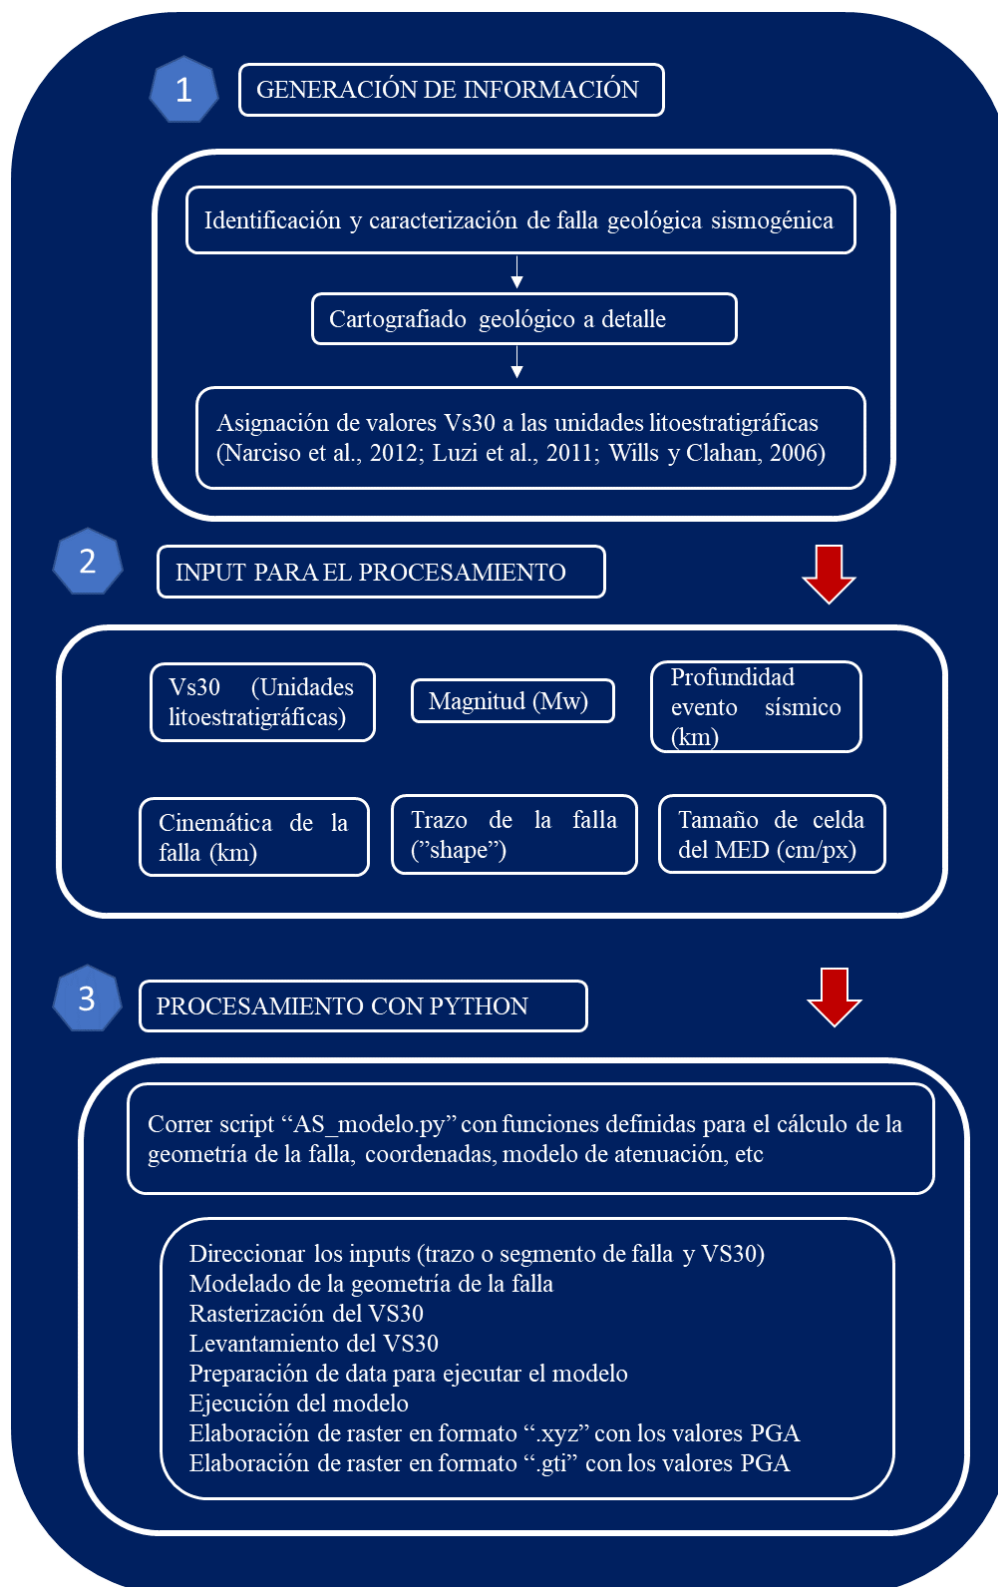 1
GENERACIÓN DE INFORMACIÓN
Identificación y caracterización de falla geológica sismogénica
Cartografiado geológico a detalle
Asignación de valores Vs30 a las unidades litoestratigráficas
(Narciso et al., 2012; Luzi et al., 2011; Wills y Clahan, 2006)
2
INPUT PARA EL PROCESAMIENTO
Vs30 (Unidades
litoestratigráficas)
Magnitud (Mw)
Profundidad
evento sísmico
(km)
Cinemática de la
falla (km)
Trazo de la falla
(”shape”)
Tamaño de celda
del MED (cm/px)
3
PROCESAMIENTO CON PYTHON
Correr script “AS_modelo.py” con funciones definidas para el cálculo de la
geometría de la falla, coordenadas, modelo de atenuación, etc
Direccionar los inputs (trazo o segmento de falla y VS30)
Modelado de la geometría de la falla
Rasterización del VS30
Levantamiento del VS30
Preparación de data para ejecutar el modelo
Ejecución del modelo
Elaboración de raster en formato “.xyz” con los valores PGA
Elaboración de raster en formato “.gti” con los valores PGA